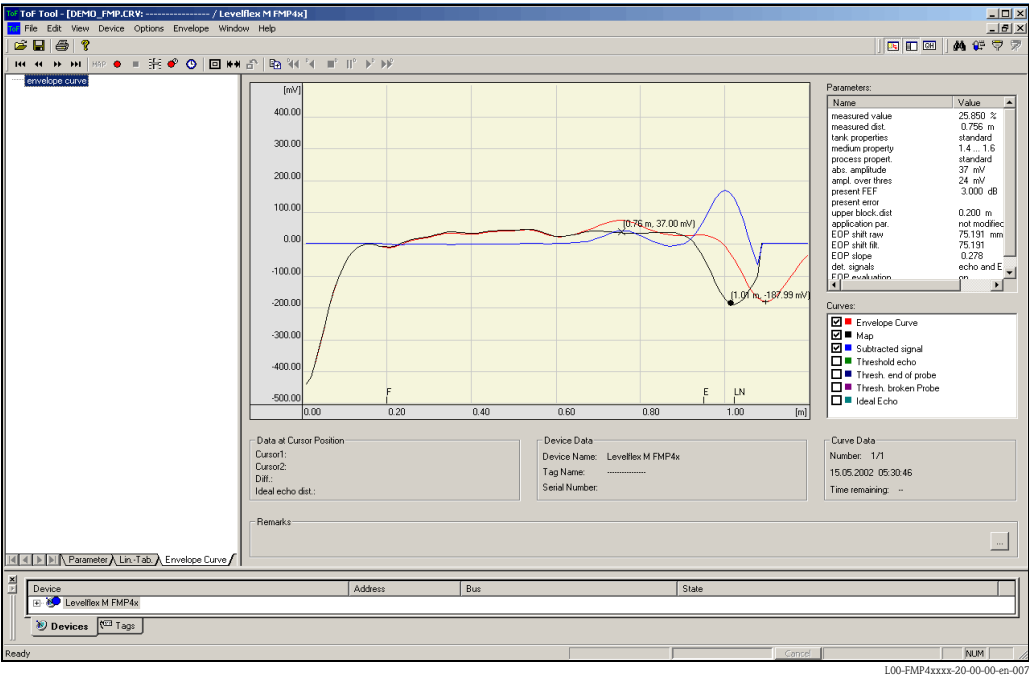 ToF Tool - [DEMO_FMP.CRV: ---------------- / Levelflex M FMP4x]
File Edit View Device Options Envelope Window Help
MAP
envelope curve
[mV]
400.00
300.00
200.00
100.00
0.00
-100.00
-200.00
-300.00
-400.00
-500.00
[0.76 m, 37.00 mV]
[1.01 m, -187.99 mV]
F
E
LN
0.00 0.20 0.40 0.60 0.80 1.00 [m]
Parameters:
Name Value
measured value 25.850 %
measured dist. 0.756 m
tank properties standard
medium property 1.4 ... 1.6
process propert. standard
abs. amplitude 37 mV
ampl. over thres 24 mV
present FEF 3.000 dB
present error
upper block.dist 0.200 m
application par. not modifiec
EOP shift raw 75.191 mm
EOP shift filt. 75.191
EOP slope 0.278
det. signals echo and E
EOP evaluation on
Curves:
Envelope Curve
Map
Subtracted signal
Threshold echo
Thresh. end of probe
Thresh. broken Probe
Ideal Echo
Data at Cursor Position
Cursor1:
Cursor2:
Diff.:
Ideal echo dist.:
Device Data
Device Name: Levelflex M FMP4x
Tag Name: ----------------
Serial Number:
Curve Data
Number: 1/1
15.05.2002 05:30:46
Time remaining: --
Remarks
...
Parameter Lin.-Tab. Envelope Curve
Device Address Bus State
Levelflex M FMP4x
Devices Tags
Ready Cancel NUM
L00-FMP4xxxx-20-00-00-en-007